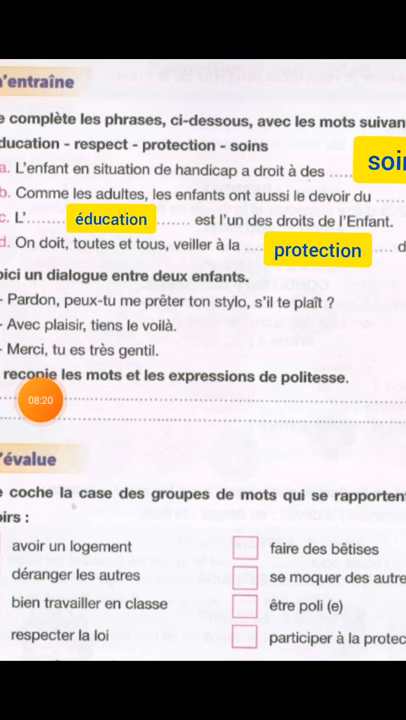 'entraîne
complète les phrases, ci-dessous, avec les mots suivan
ducation - respect - protection - soins
a. L'enfant en situation de handicap a droit à des ..... soi
b. Comme les adultes, les enfants ont aussi le devoir du .....
c. L'........ éducation ....... est l'un des droits de l'Enfant.
d. On doit, toutes et tous, veiller à la .... protection .... d
oici un dialogue entre deux enfants.
- Pardon, peux-tu me prêter ton stylo, s'il te plaît ?
- Avec plaisir, tiens le voilà.
- Merci, tu es très gentil.
recopie les mots et les expressions de politesse.
08:20
'évalue
coche la case des groupes de mots qui se rapportent
oirs :
avoir un logement faire des bêtises
déranger les autres se moquer des autre
bien travailler en classe être poli (e)
respecter la loi participer à la protec